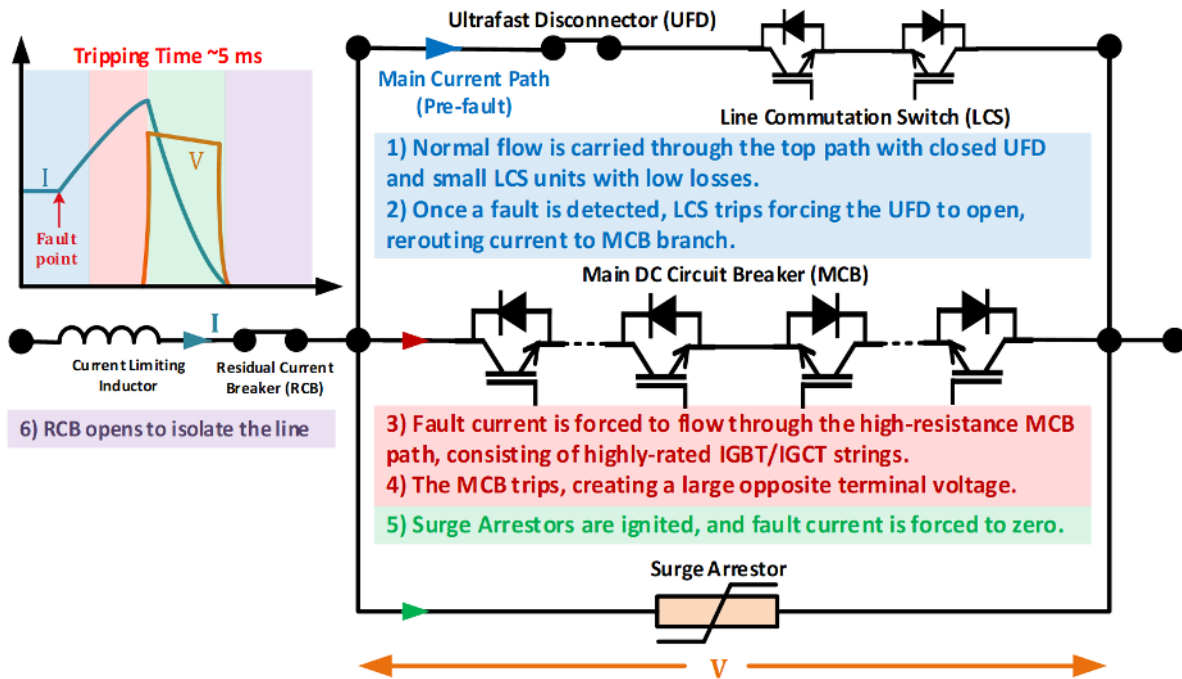 Ultrafast Disconnector (UFD)
Tripping Time ~5 ms
Main Current Path
(Pre-fault)
Line Commutation Switch (LCS)
I
V
Fault
point
1) Normal flow is carried through the top path with closed UFD
and small LCS units with low losses.
2) Once a fault is detected, LCS trips forcing the UFD to open,
rerouting current to MCB branch.
Main DC Circuit Breaker (MCB)
I
Current Limiting
Inductor
Residual Current
Breaker (RCB)
6) RCB opens to isolate the line
3) Fault current is forced to flow through the high-resistance MCB
path, consisting of highly-rated IGBT/IGCT strings.
4) The MCB trips, creating a large opposite terminal voltage.
5) Surge Arrestors are ignited, and fault current is forced to zero.
Surge Arrestor
V